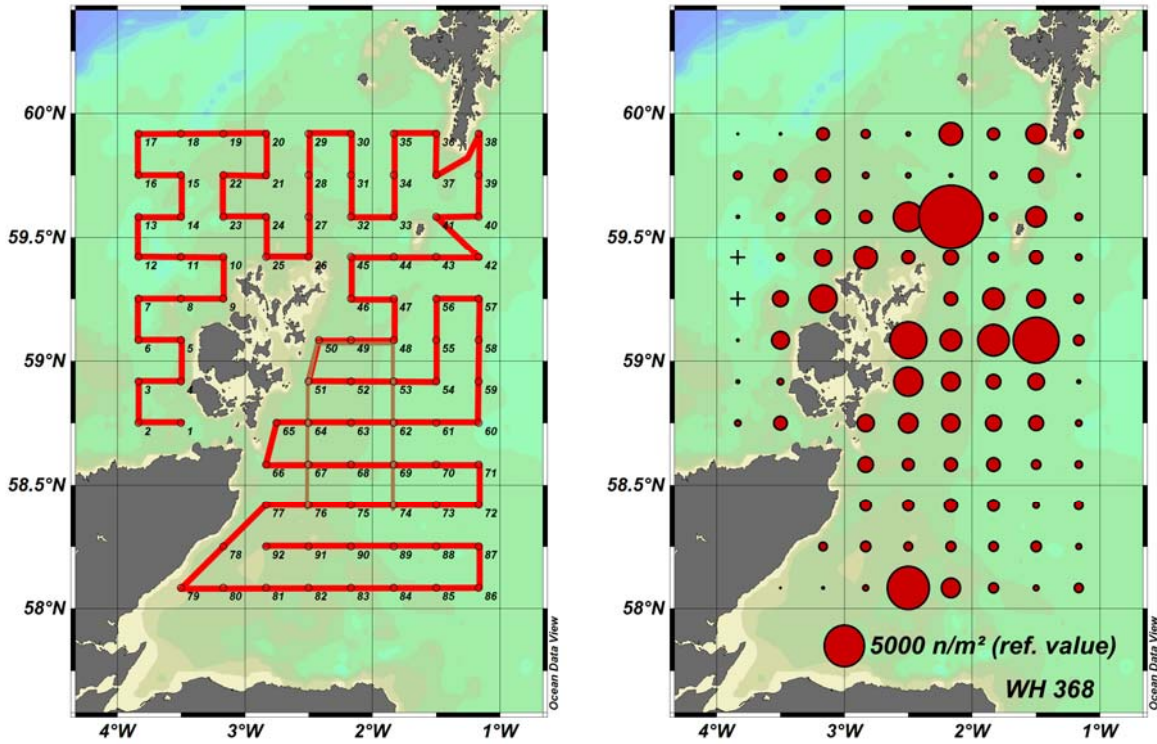 60°N
17 18 19 20 29 30 35 36 38
16 15 22 21 28 31 34 37 39
13 14 23 24 27 32 33 41 40
59.5°N
12 11 10 25 26 45 44 43 42
7 8 9 46 47 56 57
6 5 50 49 48 55 58
59°N
3 4 51 52 53 54 59
2 1 65 64 63 62 61 60
66 67 68 69 70 71
58.5°N
77 76 75 74 73 72
78 92 91 90 89 88 87
79 80 81 82 83 84 85 86
58°N
Ocean Data View
4°W 3°W 2°W 1°W
60°N
59.5°N
59°N
58.5°N
58°N
5000 n/m² (ref. value)
WH 368
Ocean Data View
4°W 3°W 2°W 1°W